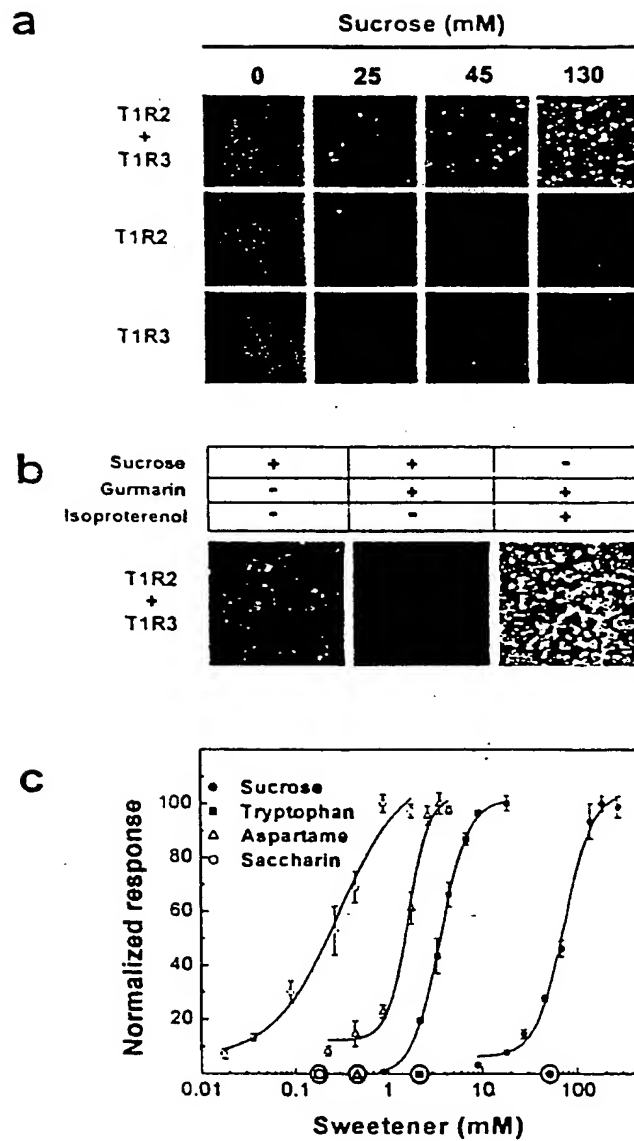 a
Sucrose (mM)
0 25 45 130
T1R2
+
T1R3
T1R2
T1R3
b
Sucrose + + -
Gurmarin - + +
Isoproterenol - - +
T1R2
+
T1R3
c
Sucrose
Tryptophan
Aspartame
Saccharin
Normalized response
100
80
60
40
20
0.01 0.1 1 10 100
Sweetener (mM)